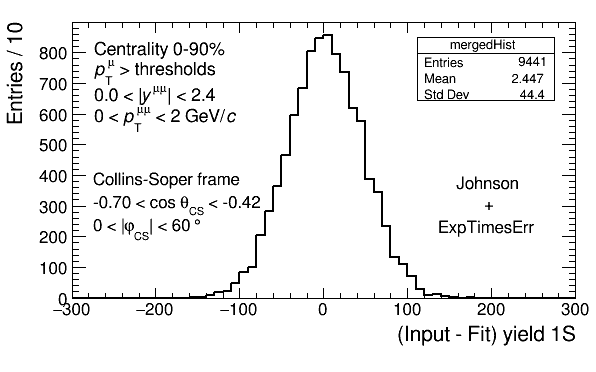 Entries / 10
800
700
600
500
400
300
200
100
0
Centrality 0-90%
p_T^μ > thresholds
0.0 < |y^μμ| < 2.4
0 < p_T^μμ < 2 GeV/c
Collins-Soper frame
-0.70 < cos θ_CS < -0.42
0 < |φ_CS| < 60 °
mergedHist
Entries 9441
Mean 2.447
Std Dev 44.4
Johnson
+
ExpTimesErr
−300 −200 −100 0 100 200 300
(Input - Fit) yield 1S